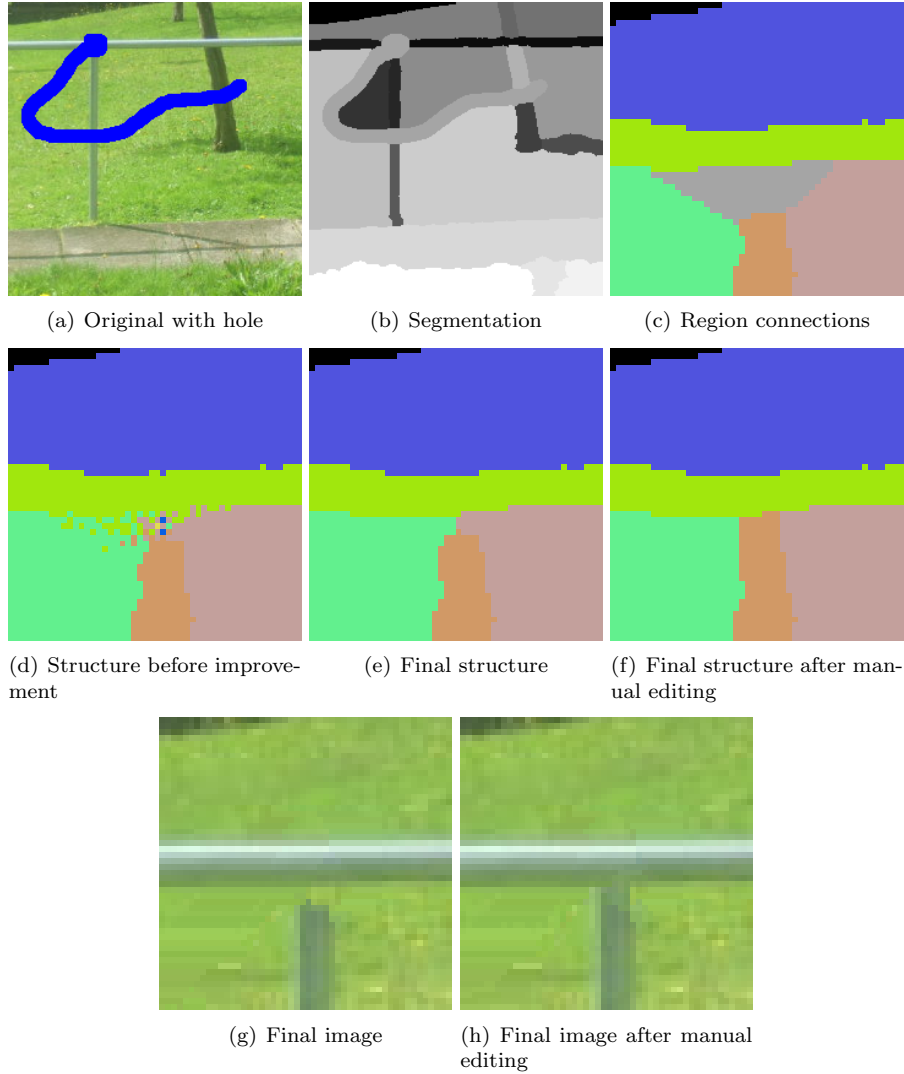 (a) Original with hole
(b) Segmentation
(c) Region connections
(d) Structure before improve-
ment
(e) Final structure
(f) Final structure after man-
ual editing
(g) Final image
(h) Final image after manual
editing